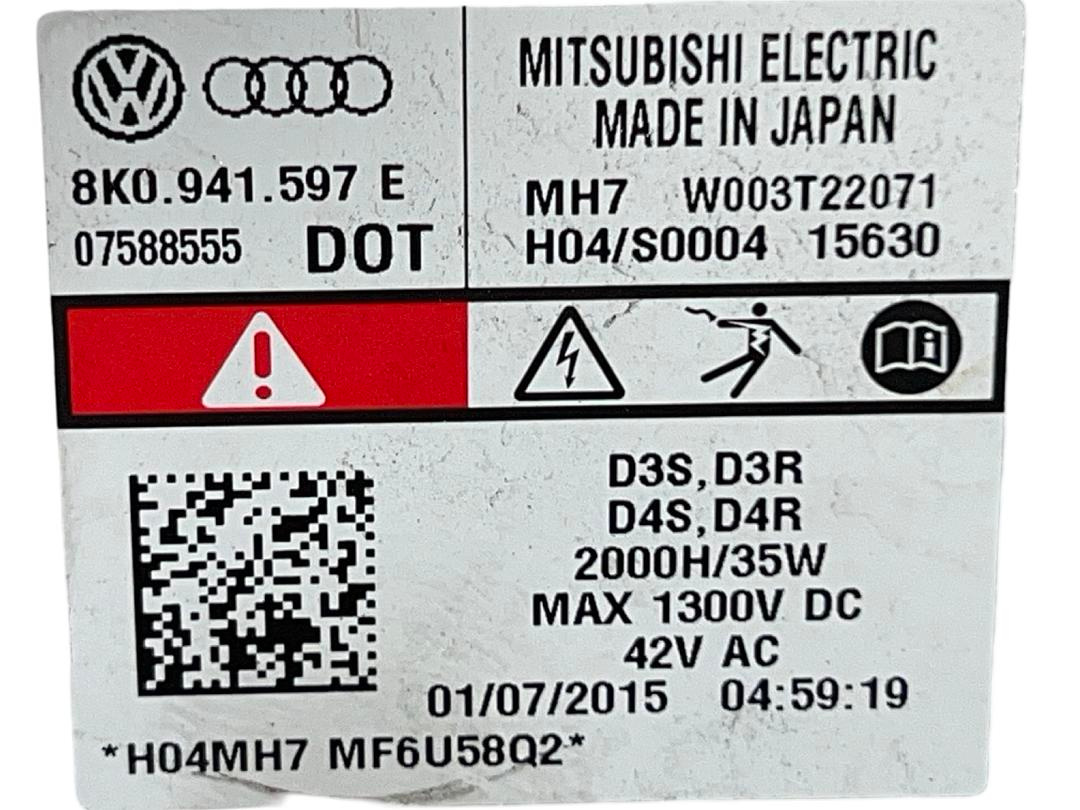 8K0.941.597 E
07588555 DOT
MITSUBISHI ELECTRIC
MADE IN JAPAN
MH7 W003T22071
H04/S0004 15630
D3S,D3R
D4S,D4R
2000H/35W
MAX 1300V DC
42V AC
01/07/2015 04:59:19
*H04MH7 MF6U58Q2*